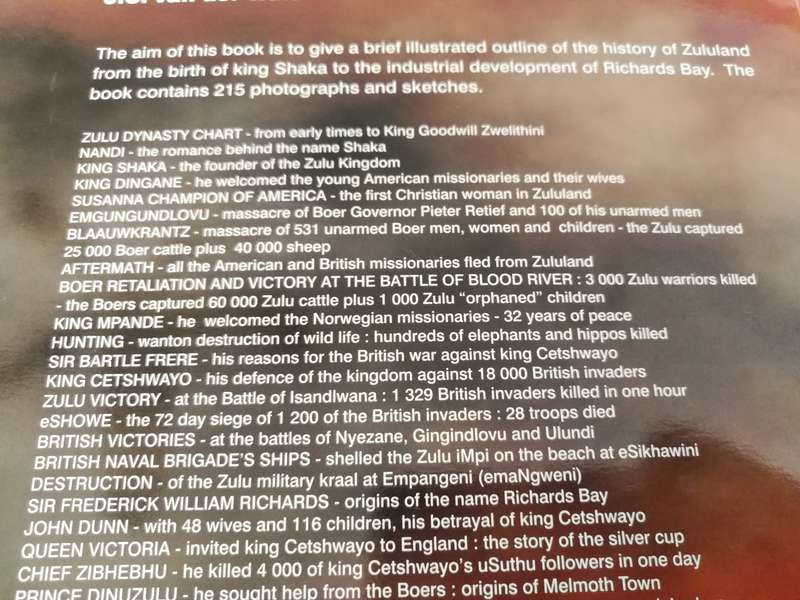 The aim of this book is to give a brief illustrated outline of the history of Zululand
from the birth of king Shaka to the industrial development of Richards Bay. The
book contains 215 photographs and sketches.
ZULU DYNASTY CHART - from early times to King Goodwill Zwelithini
NANDI - the romance behind the name Shaka
KING SHAKA - the founder of the Zulu Kingdom
KING DINGANE - he welcomed the young American missionaries and their wives
SUSANNA CHAMPION OF AMERICA - the first Christian woman in Zululand
EMGUNGUNDLOVU - massacre of Boer Governor Pieter Retief and 100 of his unarmed men
BLAAUWKRANTZ - massacre of 531 unarmed Boer men, women and children - the Zulu captured
25 000 Boer cattle plus 40 000 sheep
AFTERMATH - all the American and British missionaries fled from Zululand
BOER RETALIATION AND VICTORY AT THE BATTLE OF BLOOD RIVER : 3 000 Zulu warriors killed
- the Boers captured 60 000 Zulu cattle plus 1 000 Zulu "orphaned" children
KING MPANDE - he welcomed the Norwegian missionaries - 32 years of peace
HUNTING - wanton destruction of wild life : hundreds of elephants and hippos killed
SIR BARTLE FRERE - his reasons for the British war against king Cetshwayo
KING CETSHWAYO - his defence of the kingdom against 18 000 British invaders
ZULU VICTORY - at the Battle of Isandlwana : 1 329 British invaders killed in one hour
eSHOWE - the 72 day siege of 1 200 of the British invaders : 28 troops died
BRITISH VICTORIES - at the battles of Nyezane, Gingindlovu and Ulundi
BRITISH NAVAL BRIGADE'S SHIPS - shelled the Zulu iMpi on the beach at eSikhawini
DESTRUCTION - of the Zulu military kraal at Empangeni (emaNgweni)
SIR FREDERICK WILLIAM RICHARDS - origins of the name Richards Bay
JOHN DUNN - with 48 wives and 116 children, his betrayal of king Cetshwayo
QUEEN VICTORIA - invited king Cetshwayo to England : the story of the silver cup
CHIEF ZIBHEBHU - he killed 4 000 of king Cetshwayo's uSuthu followers in one day
PRINCE DINUZULU - he sought help from the Boers : origins of Melmoth Town